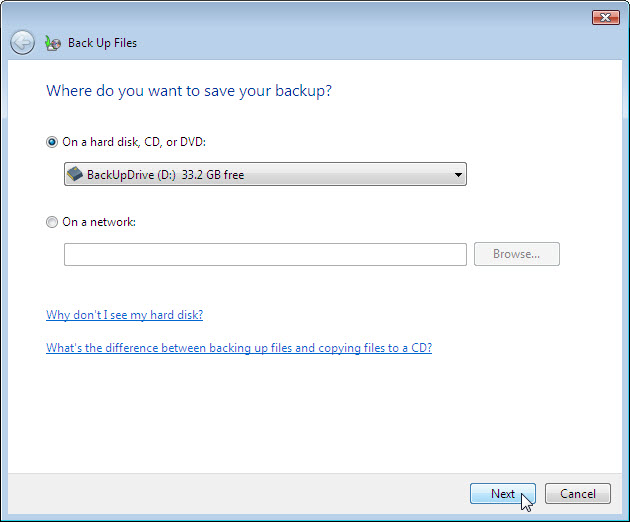 Back Up Files
Where do you want to save your backup?
On a hard disk, CD, or DVD:
BackUpDrive (D:) 33.2 GB free
On a network:
Browse...
Why don't I see my hard disk?
What's the difference between backing up files and copying files to a CD?
Next
Cancel